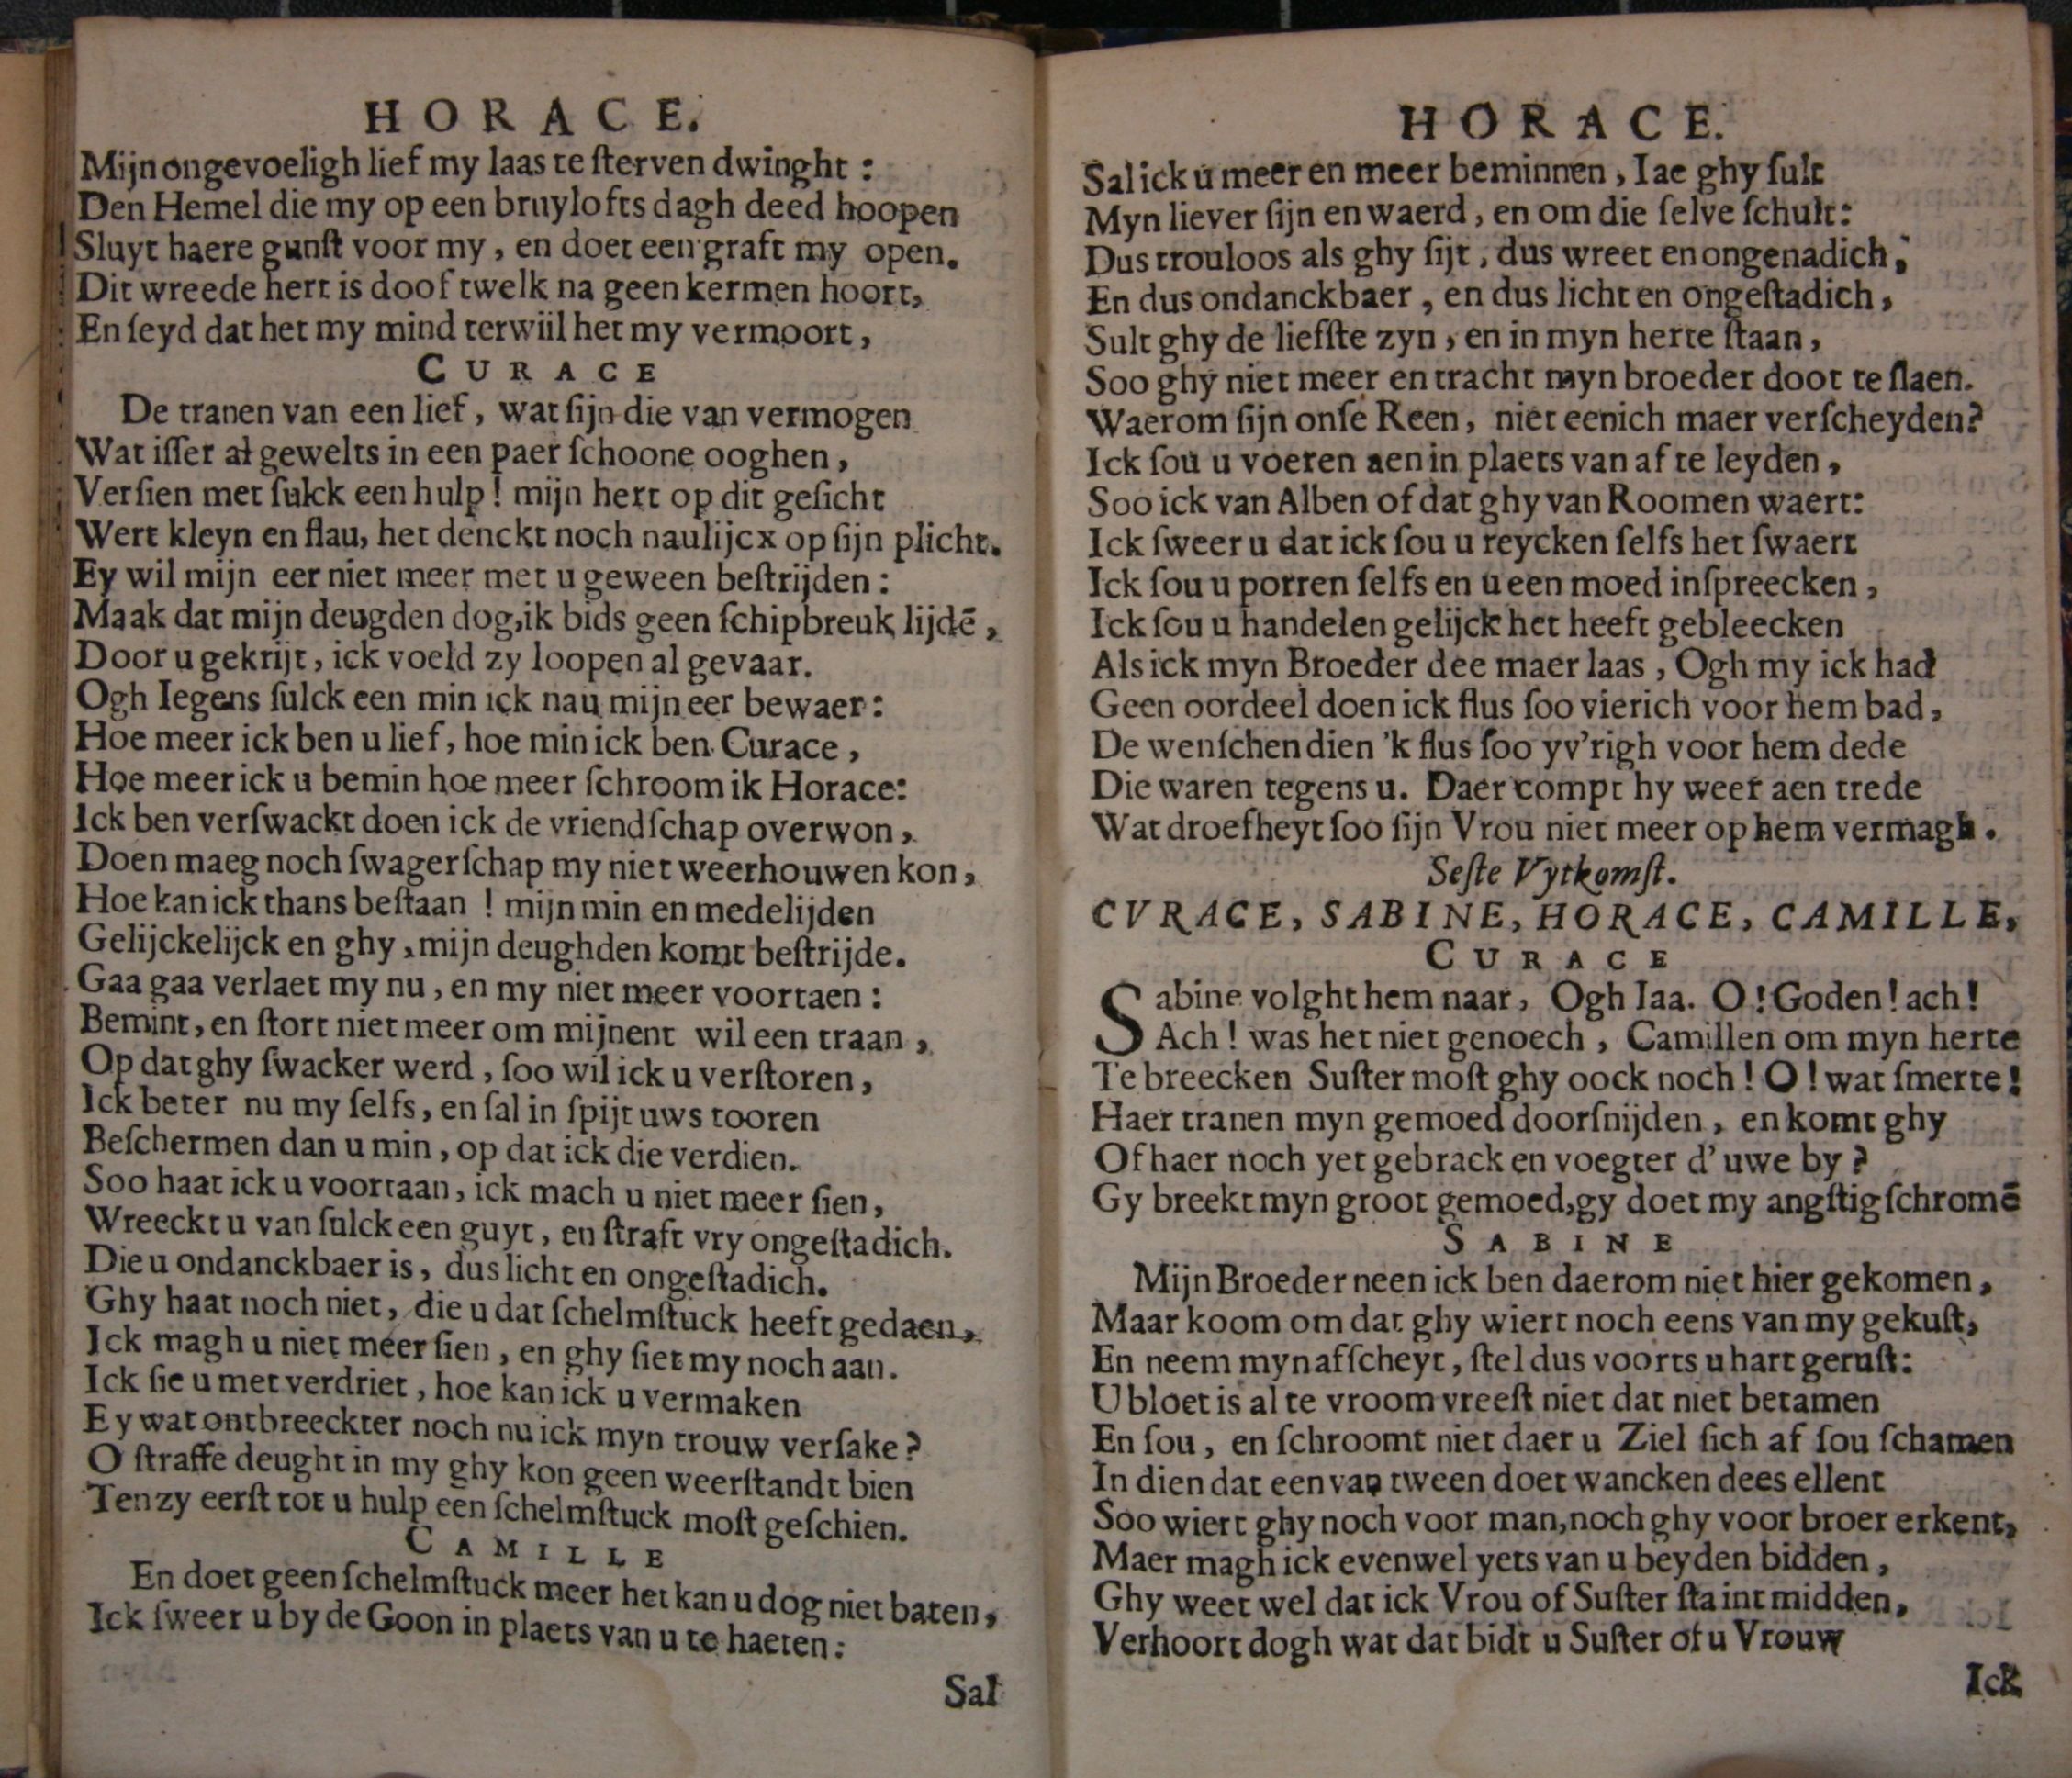 HORACE.
Mijn ongevoeligh lief my laas te ſterven dwinght :
Den Hemel die my op een bruylofts dagh deed hoopen
Sluyt haere gunſt voor my, en doet een graft my open.
Dit wreede hert is doof twelk na geen kermen hoort,
En ſeyd dat het my mind terwiil het my vermoort,
CURACE
De tranen van een lief, wat ſijn die van vermogen
Wat iſſer al gewelts in een paer ſchoone ooghen,
Verſien met ſulck een hulp! mijn hert op dit geſicht
Wert kleyn en flau, het denckt noch naulijcx op ſijn plicht.
Ey wil mijn eer niet meer met u geween beſtrijden :
Maak dat mijn deugden dog,ik bids geen ſchipbreuk lijdē,
Door u gekrijt, ick voeld zy loopen al gevaar.
Ogh Iegens ſulck een min ick nau mijn eer bewaer:
Hoe meer ick ben u lief, hoe min ick ben Curace,
Hoe meer ick u bemin hoe meer ſchroom ik Horace:
Ick ben verſwackt doen ick de vriendſchap overwon,
Doen maeg noch ſwagerſchap my niet weerhouwen kon,
Hoe kan ick thans beſtaan ! mijn min en medelijden
Gelijckelijck en ghy, mijn deughden komt beſtrijde.
Gaa gaa verlaet my nu, en my niet meer voortaen :
Bemint, en ſtort niet meer om mijnent wil een traan,
Op dat ghy ſwacker werd, ſoo wil ick u verſtoren,
Ick beter nu my ſelfs, en ſal in ſpijt uws tooren
Beſchermen dan u min, op dat ick die verdien.
Soo haat ick u voortaan, ick mach u niet meer ſien,
Wreeckt u van ſulck een guyt, en ſtraft vry ongeſtadich.
Die u ondanckbaer is, dus licht en ongeſtadich.
Ghy haat noch niet, die u dat ſchelmſtuck heeft gedaen,
Ick magh u niet meer ſien, en ghy ſiet my noch aan.
Ick ſie u met verdriet, hoe kan ick u vermaken
Ey wat ontbreeckter noch nu ick myn trouw verſake?
O ſtraffe deught in my ghy kon geen weerſtandt bien
Ten zy eerſt tot u hulp een ſchelmſtuck moſt geſchien.
CAMILLE
En doet geen ſchelmſtuck meer het kan u dog niet baten,
Ick ſweer u by de Goon in plaets van u te haeten:
Sal
HORACE.
Sal ick u meer en meer beminnen, Iae ghy ſult
Myn liever ſijn en waerd, en om die ſelve ſchult:
Dus trouloos als ghy ſijt, dus wreet en ongenadich;
En dus ondanckbaer, en dus licht en ongeſtadich,
Sult ghy de liefſte zyn, en in myn herte ſtaan,
Soo ghy niet meer en tracht myn broeder doot te ſlaen.
Waerom ſijn onſe Reen, niet eenich maer verſcheyden?
Ick ſou u voeren aen in plaets van af te leyden,
Soo ick van Alben of dat ghy van Roomen waert:
Ick ſweer u dat ick ſou u reycken ſelfs het ſwaert
Ick ſou u porren ſelfs en u een moed inſpreecken,
Ick ſou u handelen gelijck het heeft gebleecken
Als ick myn Broeder dee maer laas, Ogh my ick had
Geen oordeel doen ick flus ſoo vierich voor hem bad,
De wenſchen dien 'k flus ſoo yv'righ voor hem dede
Die waren tegens u. Daer compt hy weer aen trede
Wat droefheyt ſoo ſijn Vrou niet meer op hem vermagh.
Seſte Vytkomſt.
CVRACE, SABINE, HORACE, CAMILLE,
CURACE
Sabine volght hem naar, Ogh Iaa. O! Goden! ach!
Ach! was het niet genoech, Camillen om myn herte
Te breecken Suſter moſt ghy oock noch! O! wat ſmerte!
Haer tranen myn gemoed doorſnijden, en komt ghy
Of haer noch yet gebrack en voegter d'uwe by?
Gy breekt myn groot gemoed,gy doet my angſtig ſchromē
SABINE
Mijn Broeder neen ick ben daerom niet hier gekomen,
Maar koom om dat ghy wiert noch eens van my gekuſt,
En neem myn afſcheyt, ſtel dus voorts u hart geruſt:
U bloet is al te vroom vreeſt niet dat niet betamen
En ſou, en ſchroomt niet daer u Ziel ſich af ſou ſchamen
In dien dat een van tween doet wancken dees ellent
Soo wiert ghy noch voor man,noch ghy voor broer erkent,
Maer magh ick evenwel yets van u beyden bidden,
Ghy weet wel dat ick Vrou of Suſter ſta int midden,
Verhoort dogh wat dat bidt u Suſter of u Vrouw
Ick